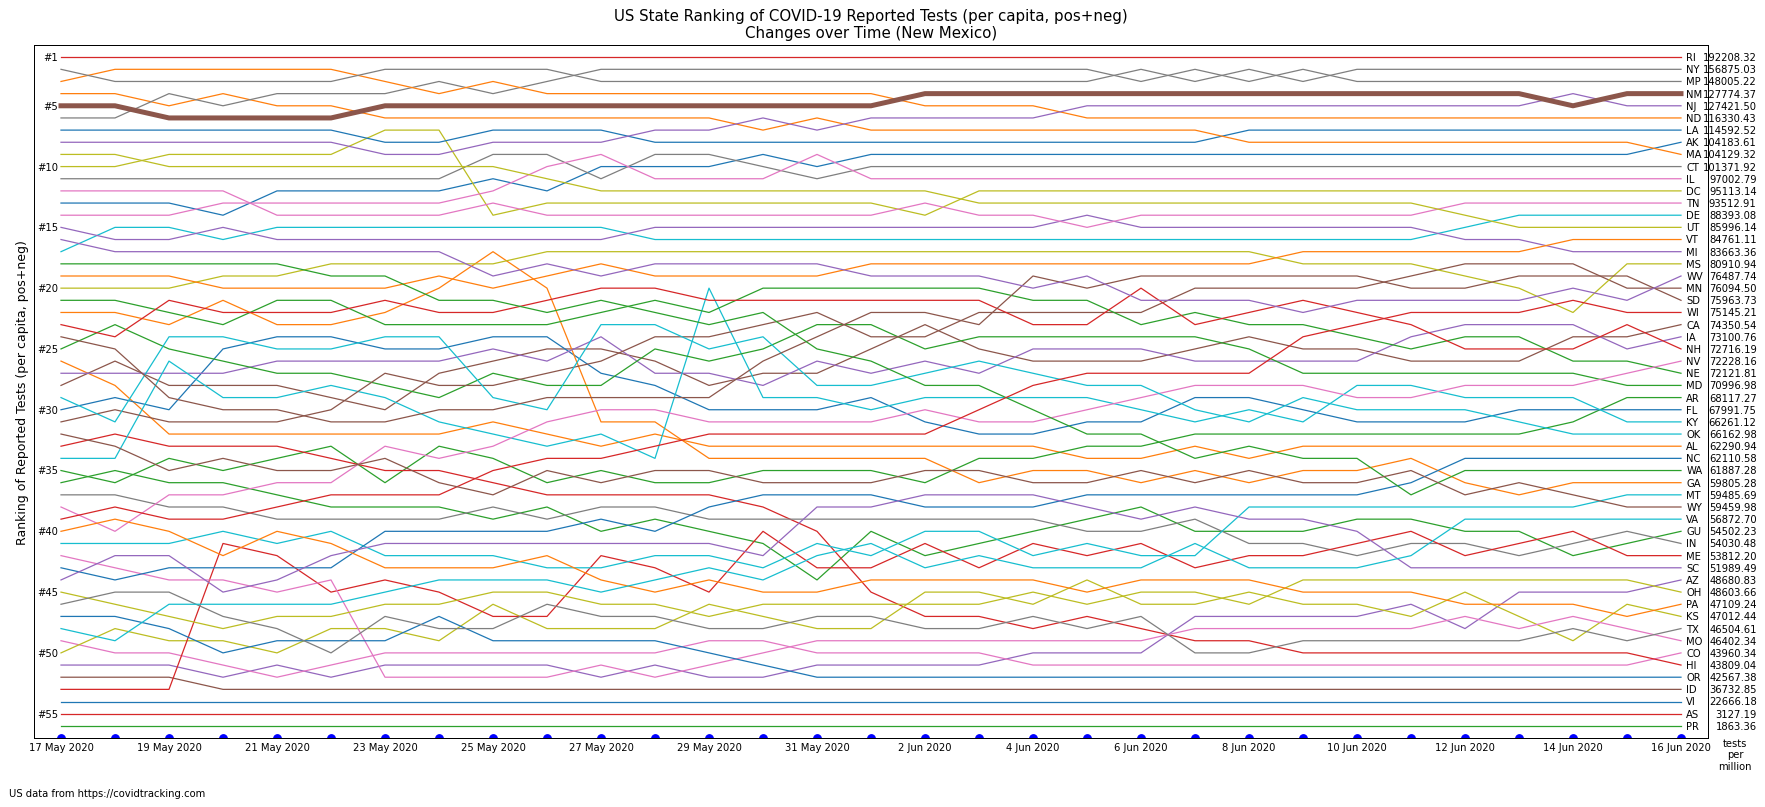 US State Ranking of COVID-19 Reported Tests (per capita, pos+neg)
Changes over Time (New Mexico)
Ranking of Reported Tests (per capita, pos+neg)
#1
#5
#10
#15
#20
#25
#30
#35
#40
#45
#50
#55
RI 192208.32
NY 156875.03
MP 148005.22
NM 127774.37
NJ 127421.50
ND 116330.43
LA 114592.52
AK 104183.61
MA 104129.32
CT 101371.92
IL 97002.79
DC 95113.14
TN 93512.91
DE 88393.08
UT 85996.14
VT 84761.11
MI 83663.36
MS 80910.94
WV 76487.74
MN 76094.50
SD 75963.73
WI 75145.21
CA 74350.54
IA 73100.76
NH 72716.19
NV 72228.16
NE 72121.81
MD 70996.98
AR 68117.27
FL 67991.75
KY 66261.12
OK 66162.98
AL 62290.94
NC 62110.58
WA 61887.28
GA 59805.28
MT 59485.69
WY 59459.98
VA 56872.70
GU 54502.23
IN 54030.48
ME 53812.20
SC 51989.49
AZ 48680.83
OH 48603.66
PA 47109.24
KS 47012.44
TX 46504.61
MO 46402.34
CO 43960.34
HI 43809.04
OR 42567.38
ID 36732.85
VI 22666.18
AS 3127.19
PR 1863.36
17 May 2020 19 May 2020 21 May 2020 23 May 2020 25 May 2020 27 May 2020 29 May 2020 31 May 2020 2 Jun 2020 4 Jun 2020 6 Jun 2020 8 Jun 2020 10 Jun 2020 12 Jun 2020 14 Jun 2020 16 Jun 2020
tests
per
million
US data from https://covidtracking.com